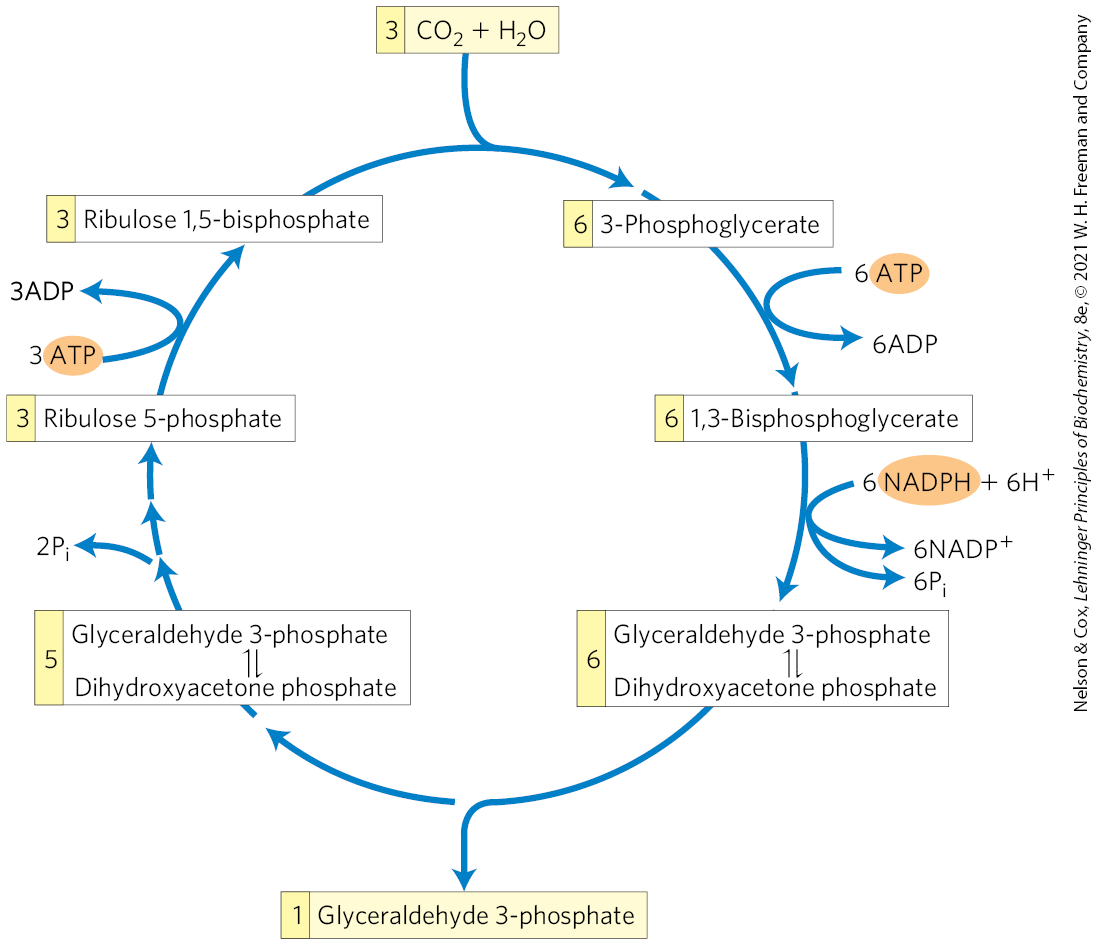 3 CO₂ + H₂O
3 Ribulose 1,5-bisphosphate
6 3-Phosphoglycerate
3ADP
3 ATP
6 ATP
6ADP
3 Ribulose 5-phosphate
6 1,3-Bisphosphoglycerate
6 NADPH + 6H⁺
6NADP⁺
6Pᵢ
2Pᵢ
5 Glyceraldehyde 3-phosphate
⥮
Dihydroxyacetone phosphate
6 Glyceraldehyde 3-phosphate
⥮
Dihydroxyacetone phosphate
1 Glyceraldehyde 3-phosphate
Nelson & Cox, Lehninger Principles of Biochemistry, 8e, © 2021 W. H. Freeman and Company